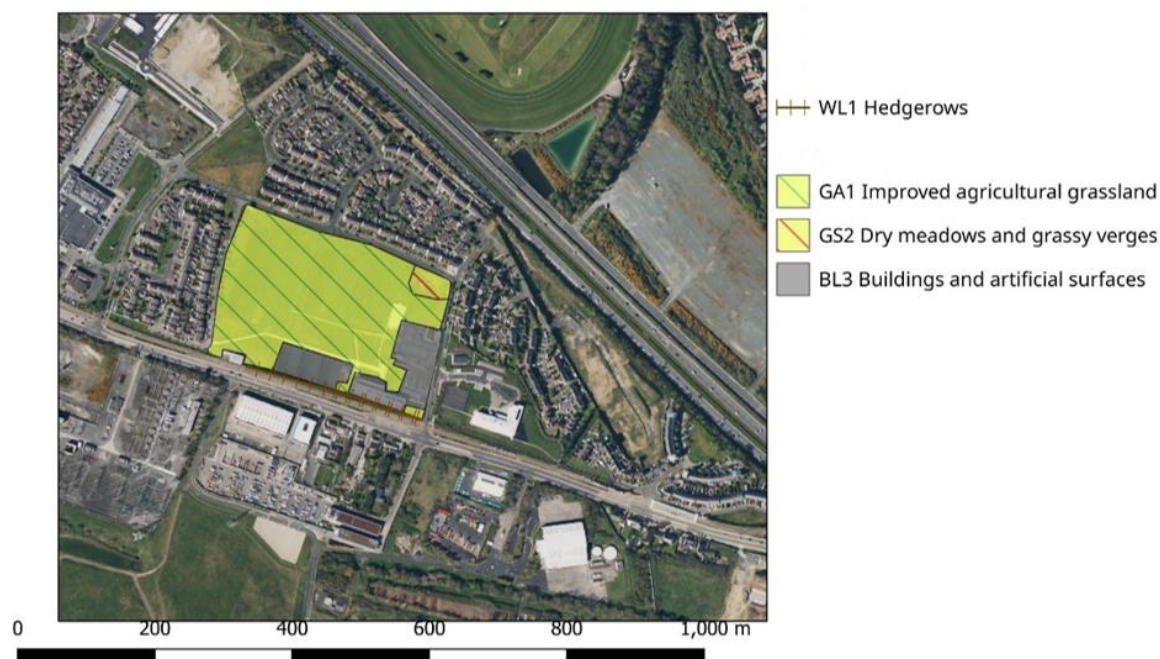 WL1 Hedgerows
GA1 Improved agricultural grassland
GS2 Dry meadows and grassy verges
BL3 Buildings and artificial surfaces
0 200 400 600 800 1,000 m